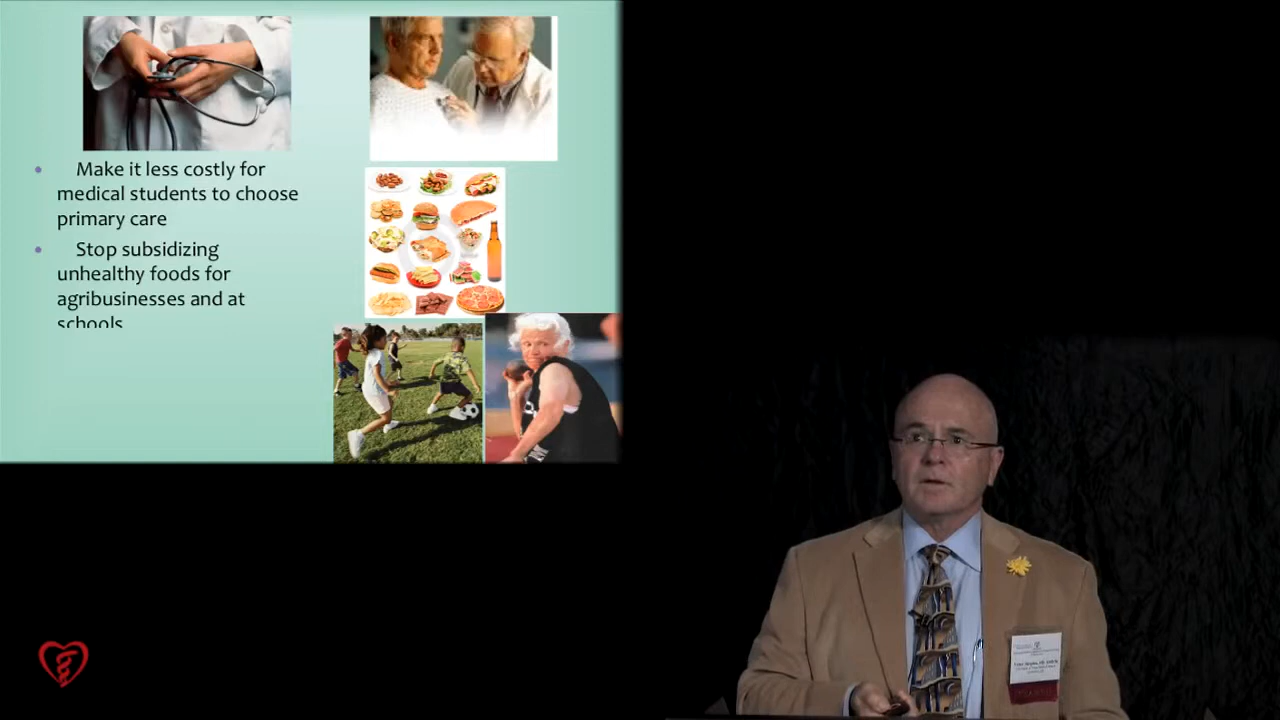 Make it less costly for
medical students to choose
primary care
Stop subsidizing
unhealthy foods for
agribusinesses and at
schools